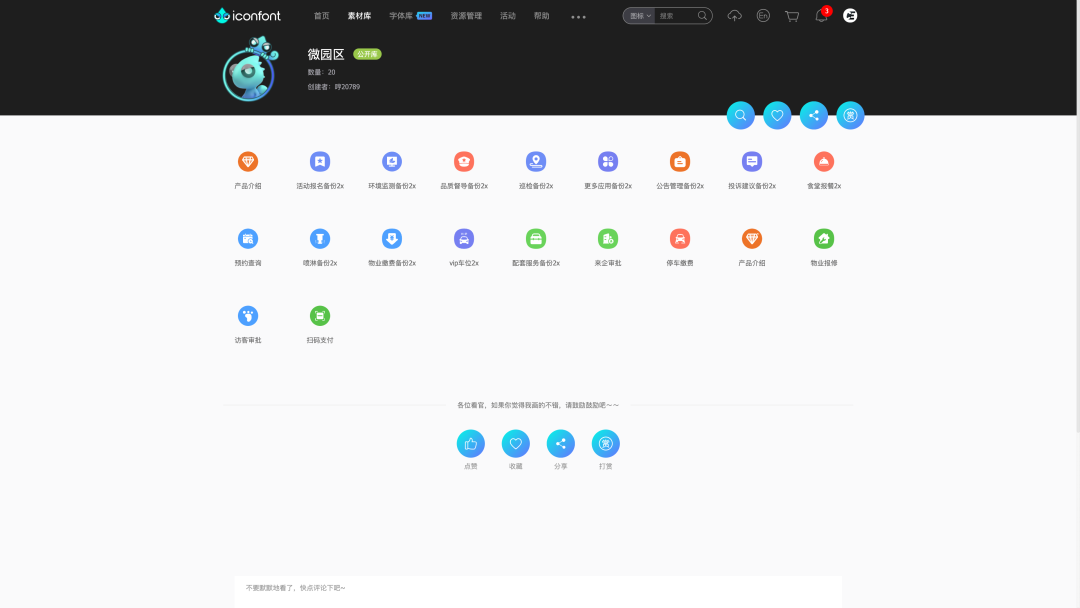 iconfont 首页 素材库 字体库 NEW 资源管理 活动 帮助 图标 搜索 En 3
微园区 公开库
数量：20
创建者：哼20789
赏
产品介绍 活动报名备份2x 环境监测备份2x 品质督导备份2x 巡检备份2x 更多应用备份2x 公告管理备份2x 投诉建议备份2x 食堂报餐2x
预约查询 喷淋备份2x 物业缴费备份2x vip车位2x 配套服务备份2x 来企审批 停车缴费 产品介绍 物业报修
访客审批 扫码支付
各位看官，如果你觉得我画的不错，请鼓励鼓励吧～～
赏
点赞 收藏 分享 打赏
不要默默地看了，快点评论下吧~